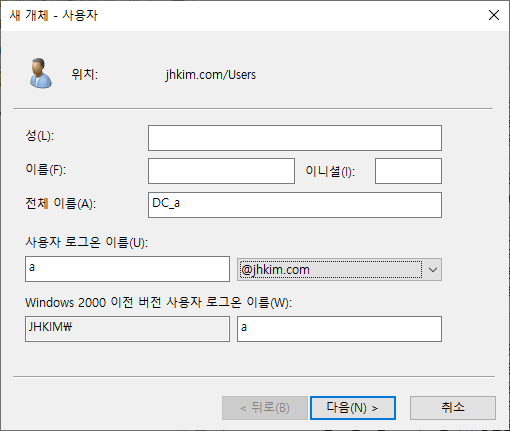 새 개체 - 사용자
위치: jhkim.com/Users
성(L):
이름(F): 이니셜(I):
전체 이름(A): DC_a
사용자 로그온 이름(U):
a @jhkim.com
Windows 2000 이전 버전 사용자 로그온 이름(W):
JHKIM₩ a
< 뒤로(B) 다음(N) > 취소